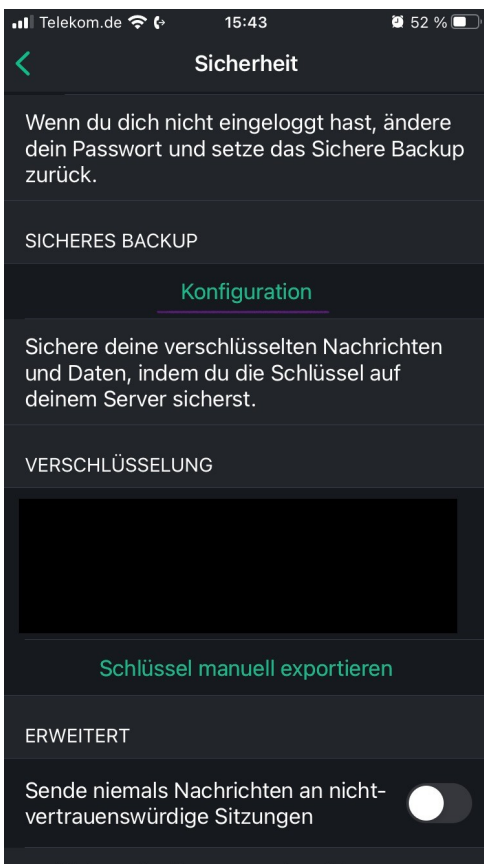 Telekom.de 15:43 52 %
Sicherheit
Wenn du dich nicht eingeloggt hast, ändere
dein Passwort und setze das Sichere Backup
zurück.
SICHERES BACKUP
Konfiguration
Sichere deine verschlüsselten Nachrichten
und Daten, indem du die Schlüssel auf
deinem Server sicherst.
VERSCHLÜSSELUNG
Schlüssel manuell exportieren
ERWEITERT
Sende niemals Nachrichten an nicht-
vertrauenswürdige Sitzungen